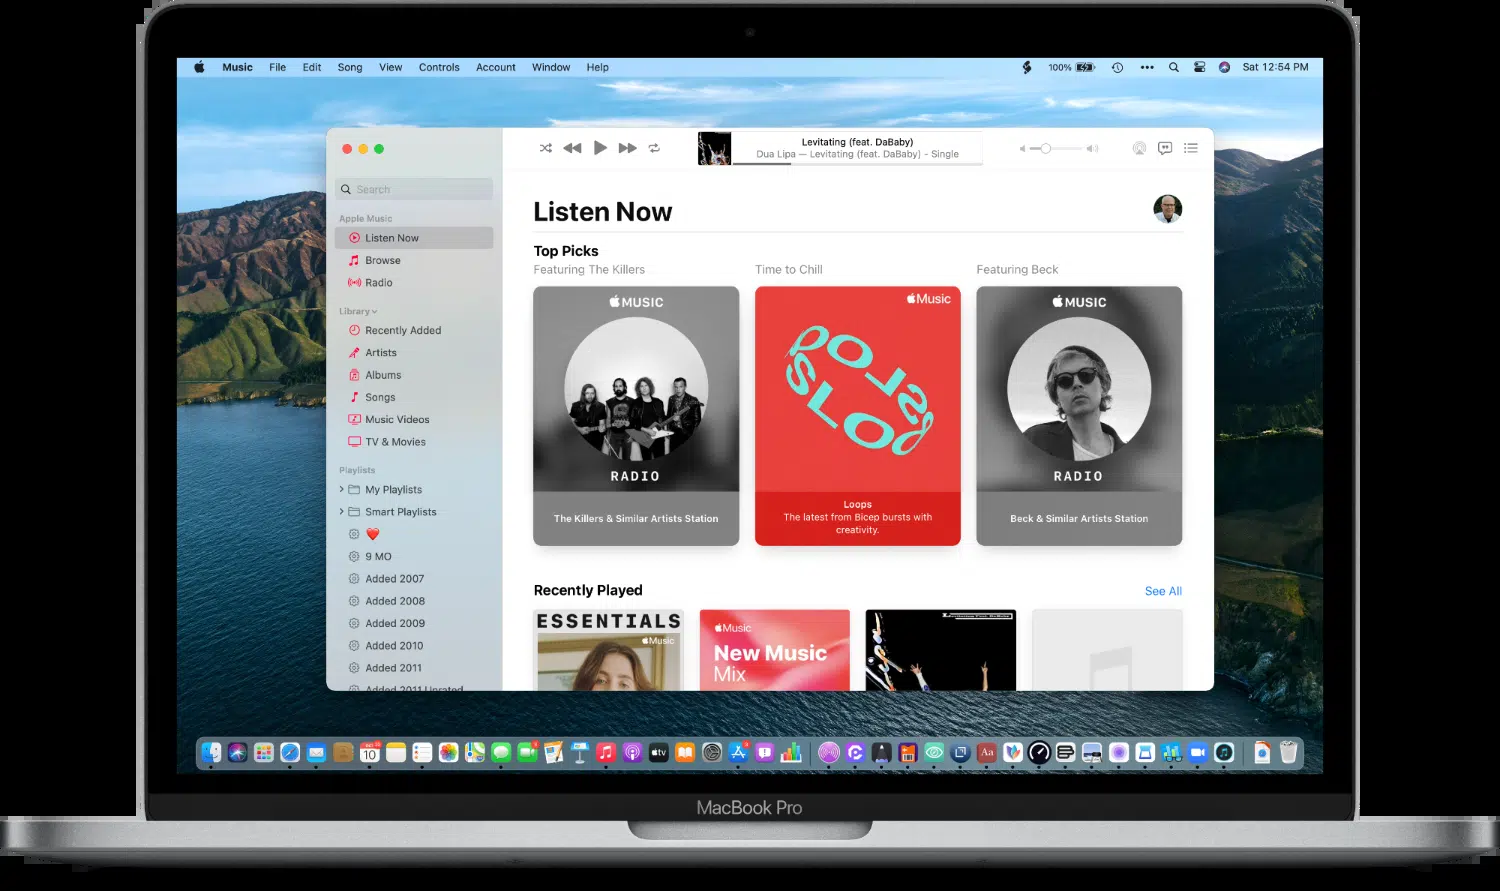 Music File Edit Song View Controls Account Window Help
100%
Sat 12:54 PM
Levitating (feat. DaBaby)
Dua Lipa — Levitating (feat. DaBaby) - Single
Search
Apple Music
Listen Now
Browse
Radio
Library
Recently Added
Artists
Albums
Songs
Music Videos
TV & Movies
Playlists
My Playlists
Smart Playlists
9 MO
Added 2007
Added 2008
Added 2009
Added 2010
Added 2011
Added 2011 Unrated
Listen Now
Top Picks
Featuring The Killers
MUSIC
RADIO
The Killers & Similar Artists Station
Time to Chill
Music
Loops
The latest from Bicep bursts with
creativity.
Featuring Beck
MUSIC
RADIO
Beck & Similar Artists Station
Recently Played
See All
ESSENTIALS
Music
Music
New Music
Mix
10
tv
Aa
MacBook Pro